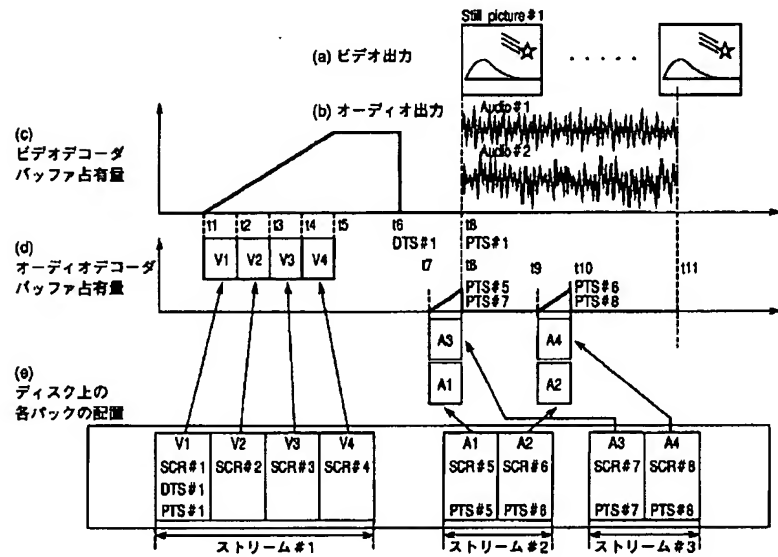 Still picture#1
(a) ビデオ出力
(b) オーディオ出力
Audio#1
Audio#2
(c)
ビデオデコーダ
バッファ占有量
t1 t2 t3 t4 t5 t6 t8
DTS#1 PTS#1
V1 V2 V3 V4
(d)
オーディオデコーダ
バッファ占有量
t7 t8 t9 t10 t11
PTS#5 PTS#6
PTS#7 PTS#8
A3 A4
A1 A2
(e)
ディスク上の
各パックの配置
V1 V2 V3 V4 A1 A2 A3 A4
SCR#1 SCR#2 SCR#3 SCR#4 SCR#5 SCR#6 SCR#7 SCR#8
DTS#1
PTS#1 PTS#5 PTS#6 PTS#7 PTS#8
ストリーム#1 ストリーム#2 ストリーム#3